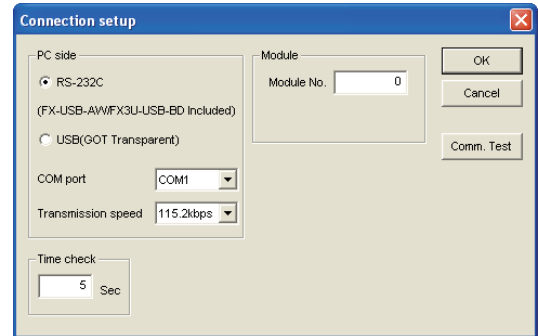 Connection setup
PC side
RS-232C
(FX-USB-AW/FX3U-USB-BD Included)
USB(GOT Transparent)
COM port
COM1
Transmission speed
115.2kbps
Time check
5 Sec
Module
Module No.
0
OK
Cancel
Comm. Test